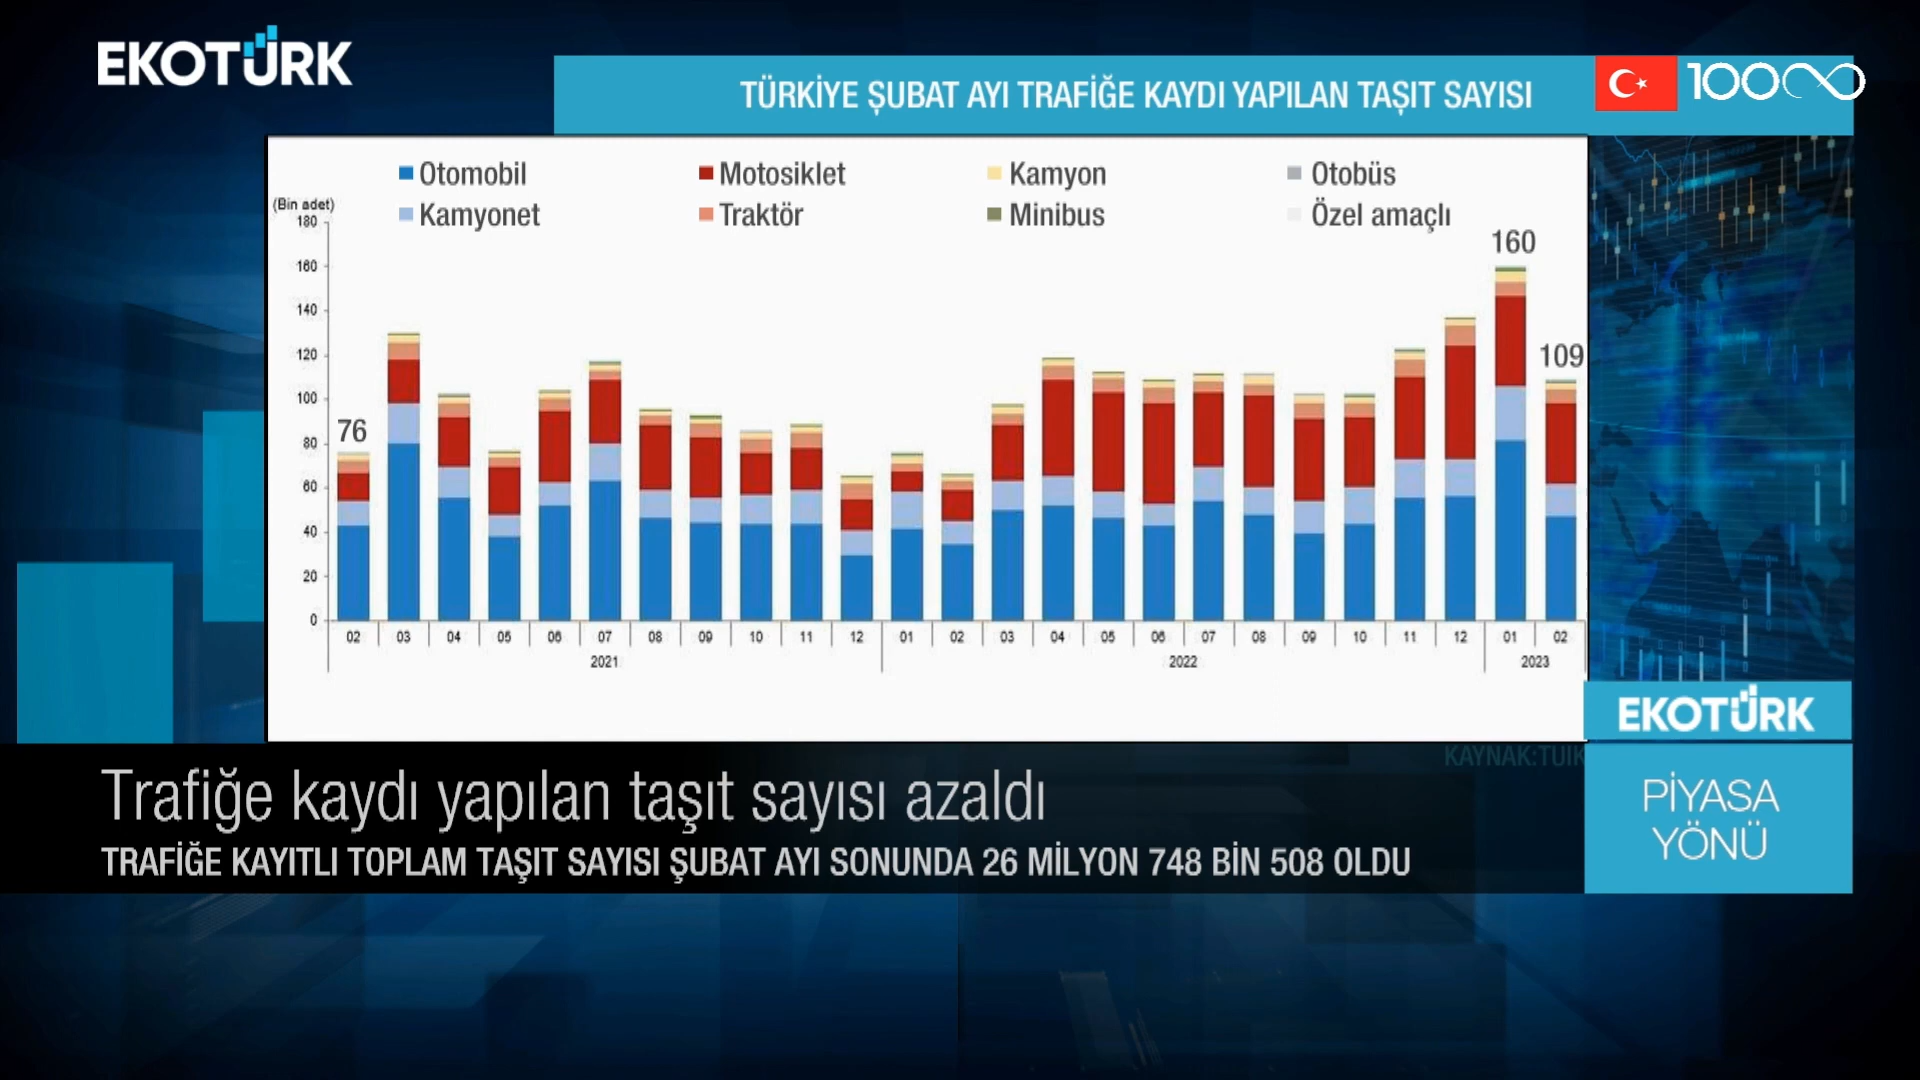 EKOTÜRK
TÜRKİYE ŞUBAT AYI TRAFİĞE KAYDI YAPILAN TAŞIT SAYISI
100
Otomobil Motosiklet Kamyon Otobüs
Kamyonet Traktör Minibus Özel amaçlı
(Bin adet)
180
160
140
120
100
80
60
40
20
0
76
160
109
02 03 04 05 06 07 08 09 10 11 12 01 02 03 04 05 06 07 08 09 10 11 12 01 02
2021 2022 2023
EKOTÜRK
KAYNAK:TUIK
PİYASA
YÖNÜ
Trafiğe kaydı yapılan taşıt sayısı azaldı
TRAFİĞE KAYITLI TOPLAM TAŞIT SAYISI ŞUBAT AYI SONUNDA 26 MİLYON 748 BİN 508 OLDU